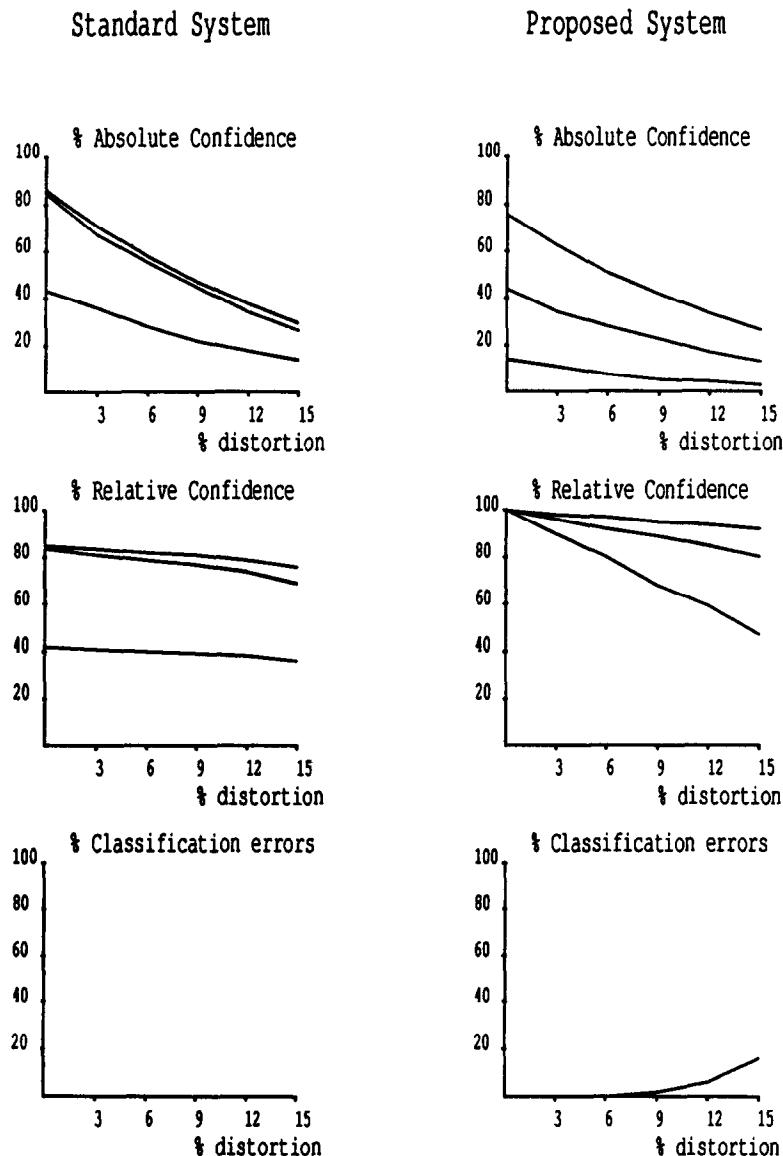 Standard System
Proposed System
% Absolute Confidence
100
80
60
40
20
3 6 9 12 15
% distortion
% Absolute Confidence
100
80
60
40
20
3 6 9 12 15
% distortion
% Relative Confidence
100
80
60
40
20
3 6 9 12 15
% distortion
% Relative Confidence
100
80
60
40
20
3 6 9 12 15
% distortion
% Classification errors
100
80
60
40
20
3 6 9 12 15
% distortion
% Classification errors
100
80
60
40
20
3 6 9 12 15
% distortion